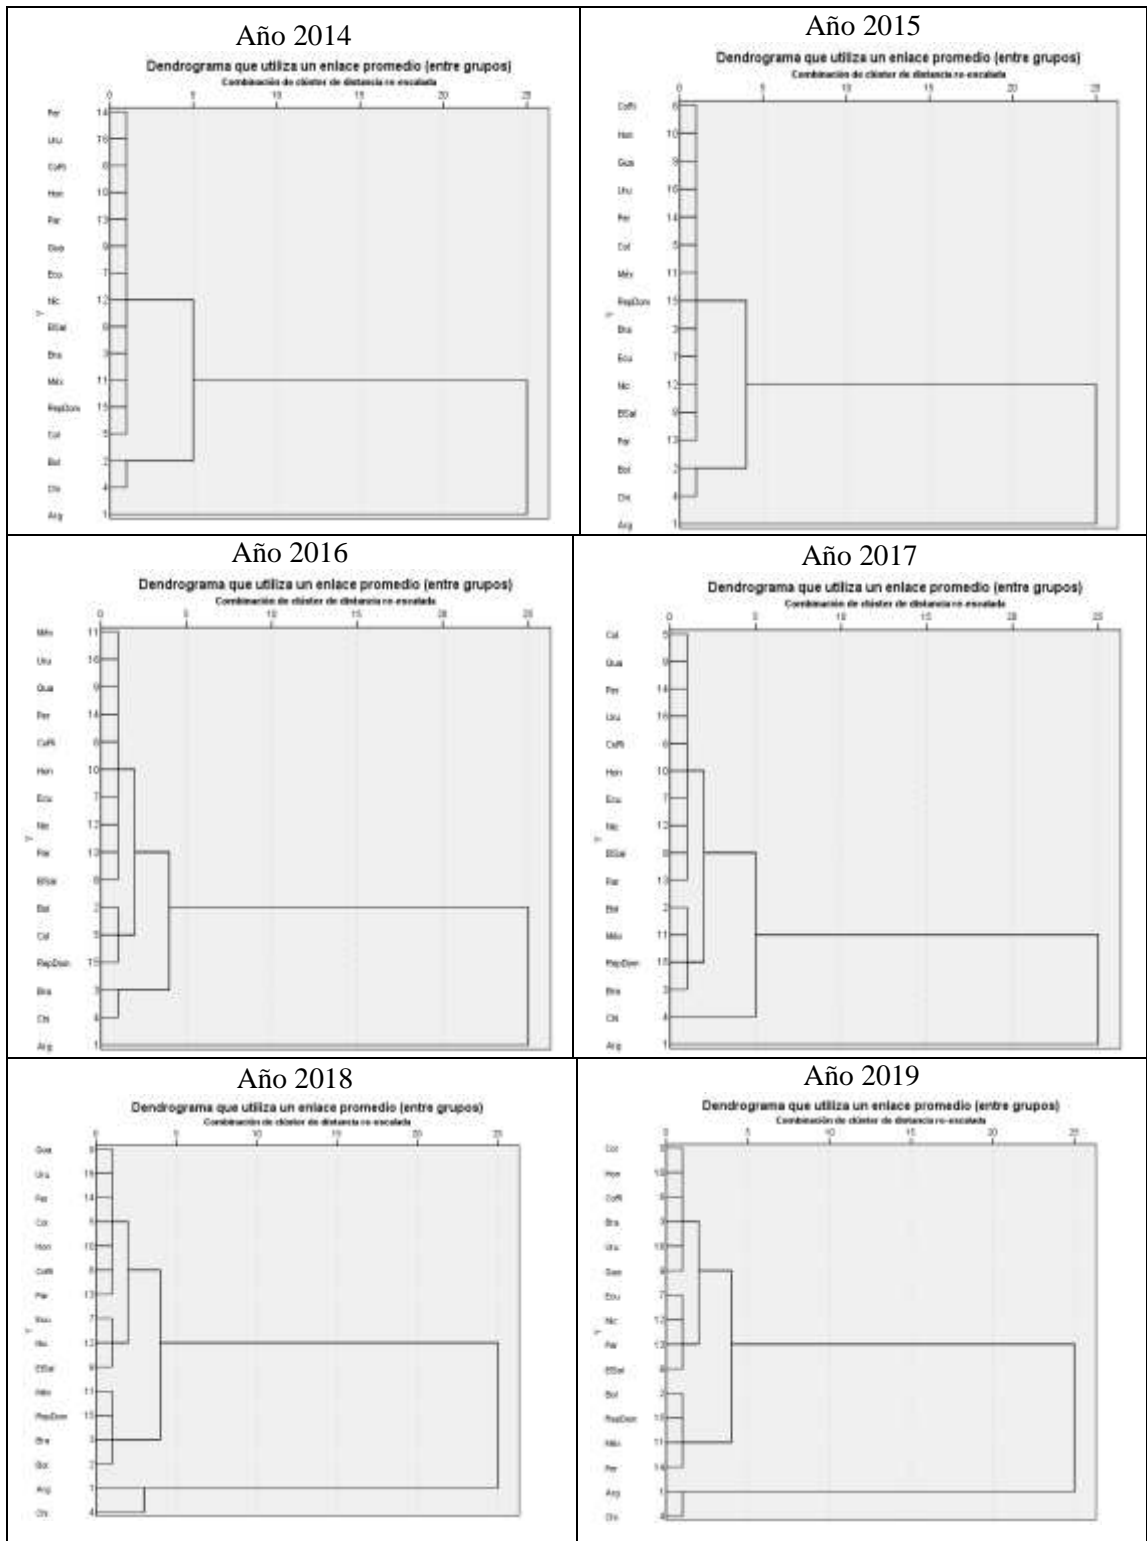 Año 2014
Dendrograma que utiliza un enlace promedio (entre grupos)
Combinación de clúster de distancia re-escalada
0 5 10 15 20 25
Per 14
Uru 16
CoRi 6
Hon 10
Par 13
Gua 9
Ecu 7
Nic 12
Y
ElSal 8
Bra 3
Méx 11
RepDom 15
Col 5
Bol 2
Chi 4
Arg 1
Año 2015
Dendrograma que utiliza un enlace promedio (entre grupos)
Combinación de clúster de distancia re-escalada
0 5 10 15 20 25
CoRi 6
Hon 10
Gua 9
Uru 16
Per 14
Col 5
Méx 11
RepDom 15
Y
Bra 3
Ecu 7
Nic 12
ElSal 8
Par 13
Bol 2
Chi 4
Arg 1
Año 2016
Dendrograma que utiliza un enlace promedio (entre grupos)
Combinación de clúster de distancia re-escalada
0 5 10 15 20 25
Méx 11
Uru 16
Gua 9
Per 14
CoRi 6
Hon 10
Ecu 7
Nic 12
Y
Par 13
ElSal 8
Bol 2
Col 5
RepDom 15
Bra 3
Chi 4
Arg 1
Año 2017
Dendrograma que utiliza un enlace promedio (entre grupos)
Combinación de clúster de distancia re-escalada
0 5 10 15 20 25
Col 5
Gua 9
Per 14
Uru 16
CoRi 6
Hon 10
Ecu 7
Nic 12
Y
ElSal 8
Par 13
Bol 2
Méx 11
RepDom 15
Bra 3
Chi 4
Arg 1
Año 2018
Dendrograma que utiliza un enlace promedio (entre grupos)
Combinación de clúster de distancia re-escalada
0 5 10 15 20 25
Gua 9
Uru 16
Per 14
Col 5
Hon 10
CoRi 6
Par 13
Ecu 7
Y
Nic 12
ElSal 8
Méx 11
RepDom 15
Bra 3
Bol 2
Arg 1
Chi 4
Año 2019
Dendrograma que utiliza un enlace promedio (entre grupos)
Combinación de clúster de distancia re-escalada
0 5 10 15 20 25
Col 5
Hon 10
CoRi 6
Bra 3
Uru 16
Gua 9
Ecu 7
Nic 12
Y
Par 13
ElSal 8
Bol 2
RepDom 15
Méx 11
Per 14
Arg 1
Chi 4